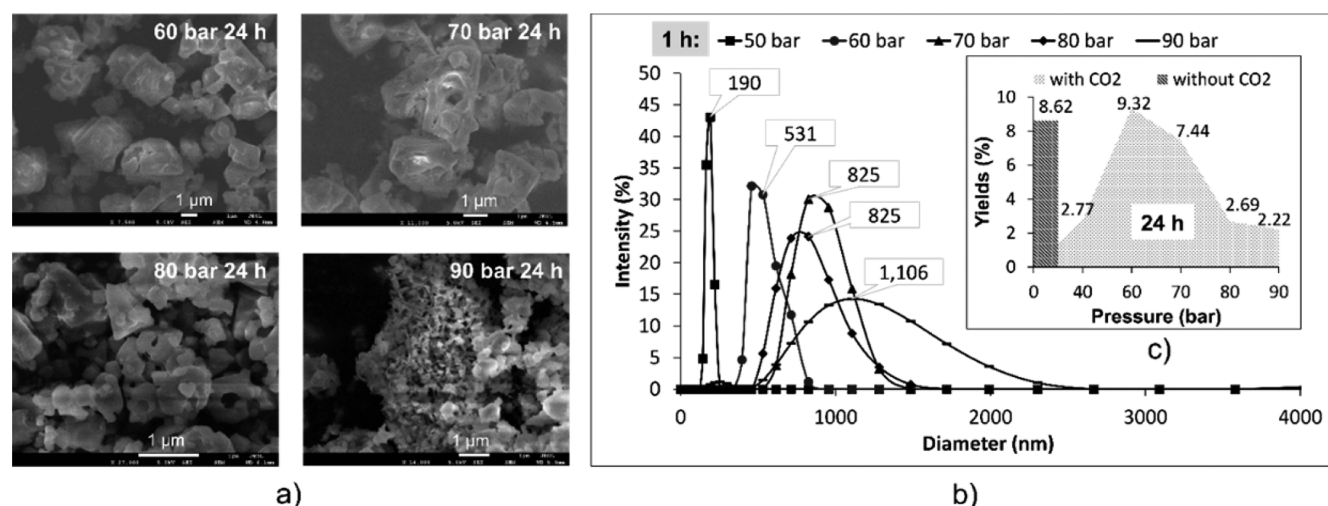 60 bar 24 h
1 µm
70 bar 24 h
1 µm
80 bar 24 h
1 µm
90 bar 24 h
1 µm
a)
1 h: 50 bar 60 bar 70 bar 80 bar 90 bar
50
45
40
35
30
25
20
15
10
5
0
Intensity (%)
190
531
825
825
1,106
0 1000 2000 3000 4000
Diameter (nm)
b)
with CO2 without CO2
10
8
6
4
2
0
Yields (%)
8.62
2.77
9.32
7.44
2.69
2.22
24 h
0 40 60 70 80 90
Pressure (bar)
c)